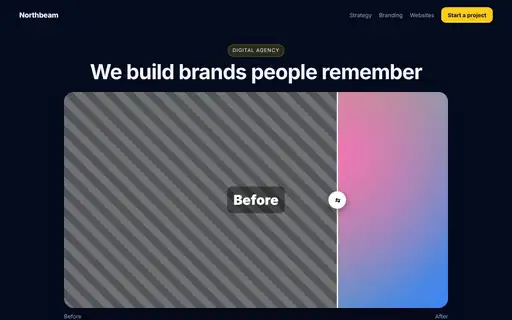 Northbeam
Strategy Branding Websites Start a project
DIGITAL AGENCY
We build brands people remember
Before
Before After